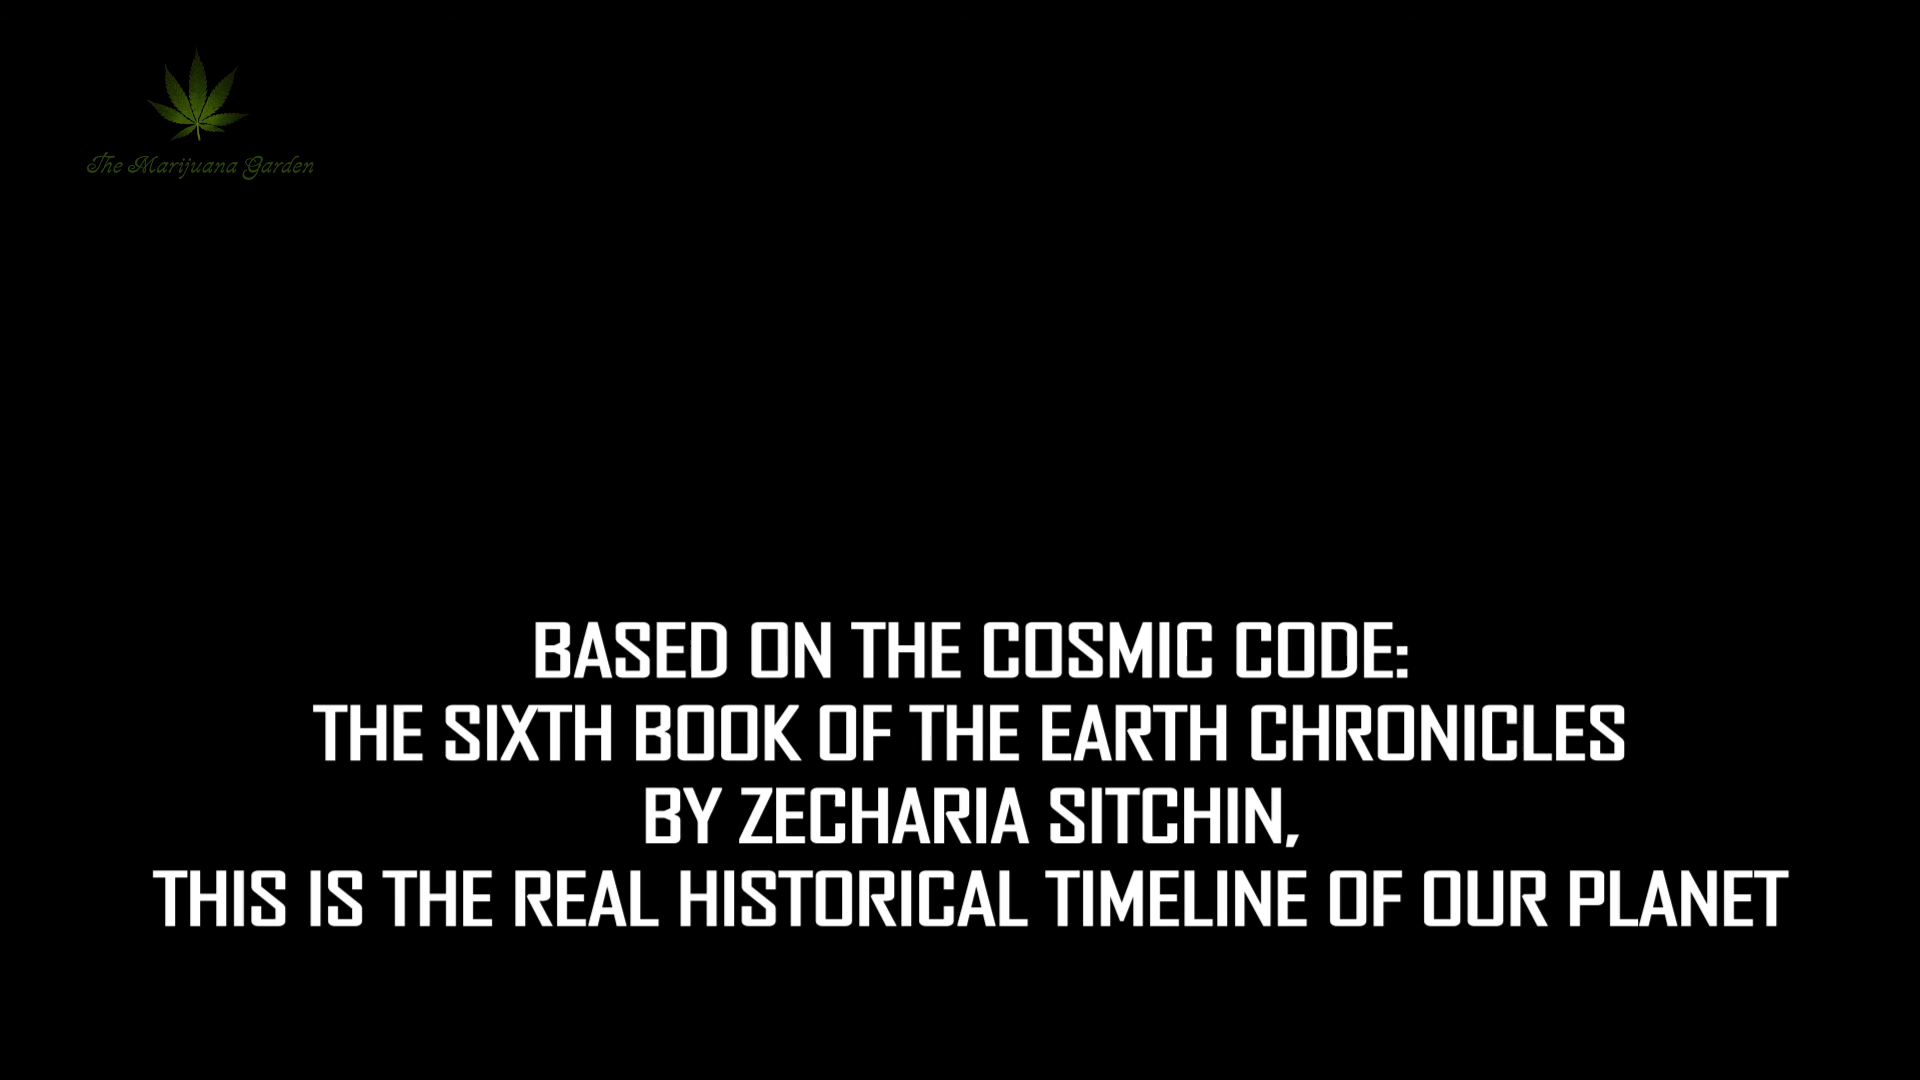 The Marijuana Garden
BASED ON THE COSMIC CODE:
THE SIXTH BOOK OF THE EARTH CHRONICLES
BY ZECHARIA SITCHIN,
THIS IS THE REAL HISTORICAL TIMELINE OF OUR PLANET